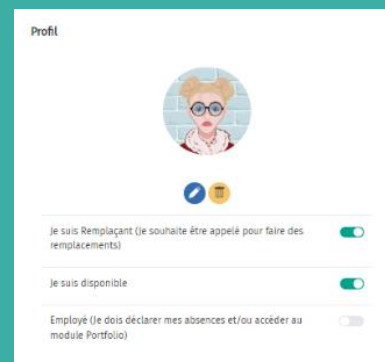 Profil
Je suis Remplaçant (Je souhaite être appelé pour faire des
remplacements)
Je suis disponible
Employé (Je dois déclarer mes absences et/ou accéder au
module Portfolio)